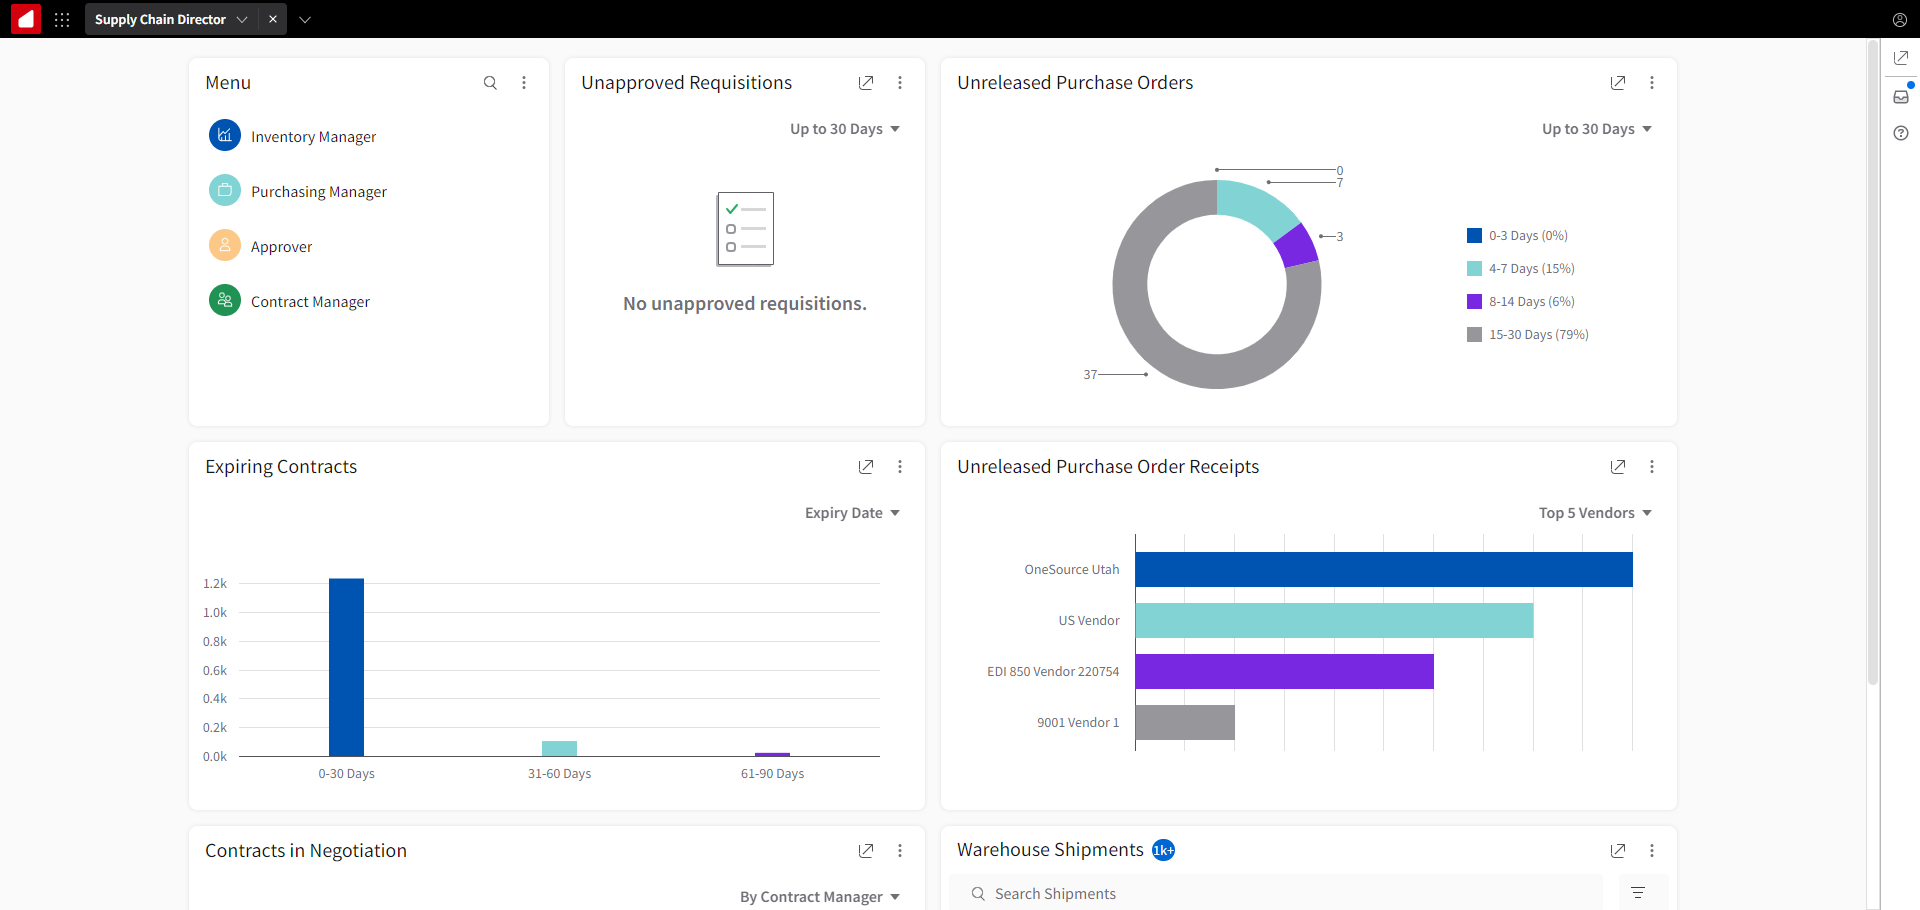 Supply Chain Director
Menu
Inventory Manager
Purchasing Manager
Approver
Contract Manager
Unapproved Requisitions
Up to 30 Days
No unapproved requisitions.
Unreleased Purchase Orders
Up to 30 Days
0
7
3
37
0-3 Days (0%)
4-7 Days (15%)
8-14 Days (6%)
15-30 Days (79%)
Expiring Contracts
Expiry Date
1.2k
1.0k
0.8k
0.6k
0.4k
0.2k
0.0k
0-30 Days
31-60 Days
61-90 Days
Unreleased Purchase Order Receipts
Top 5 Vendors
OneSource Utah
US Vendor
EDI 850 Vendor 220754
9001 Vendor 1
Contracts in Negotiation
By Contract Manager
Warehouse Shipments 1k+
Search Shipments